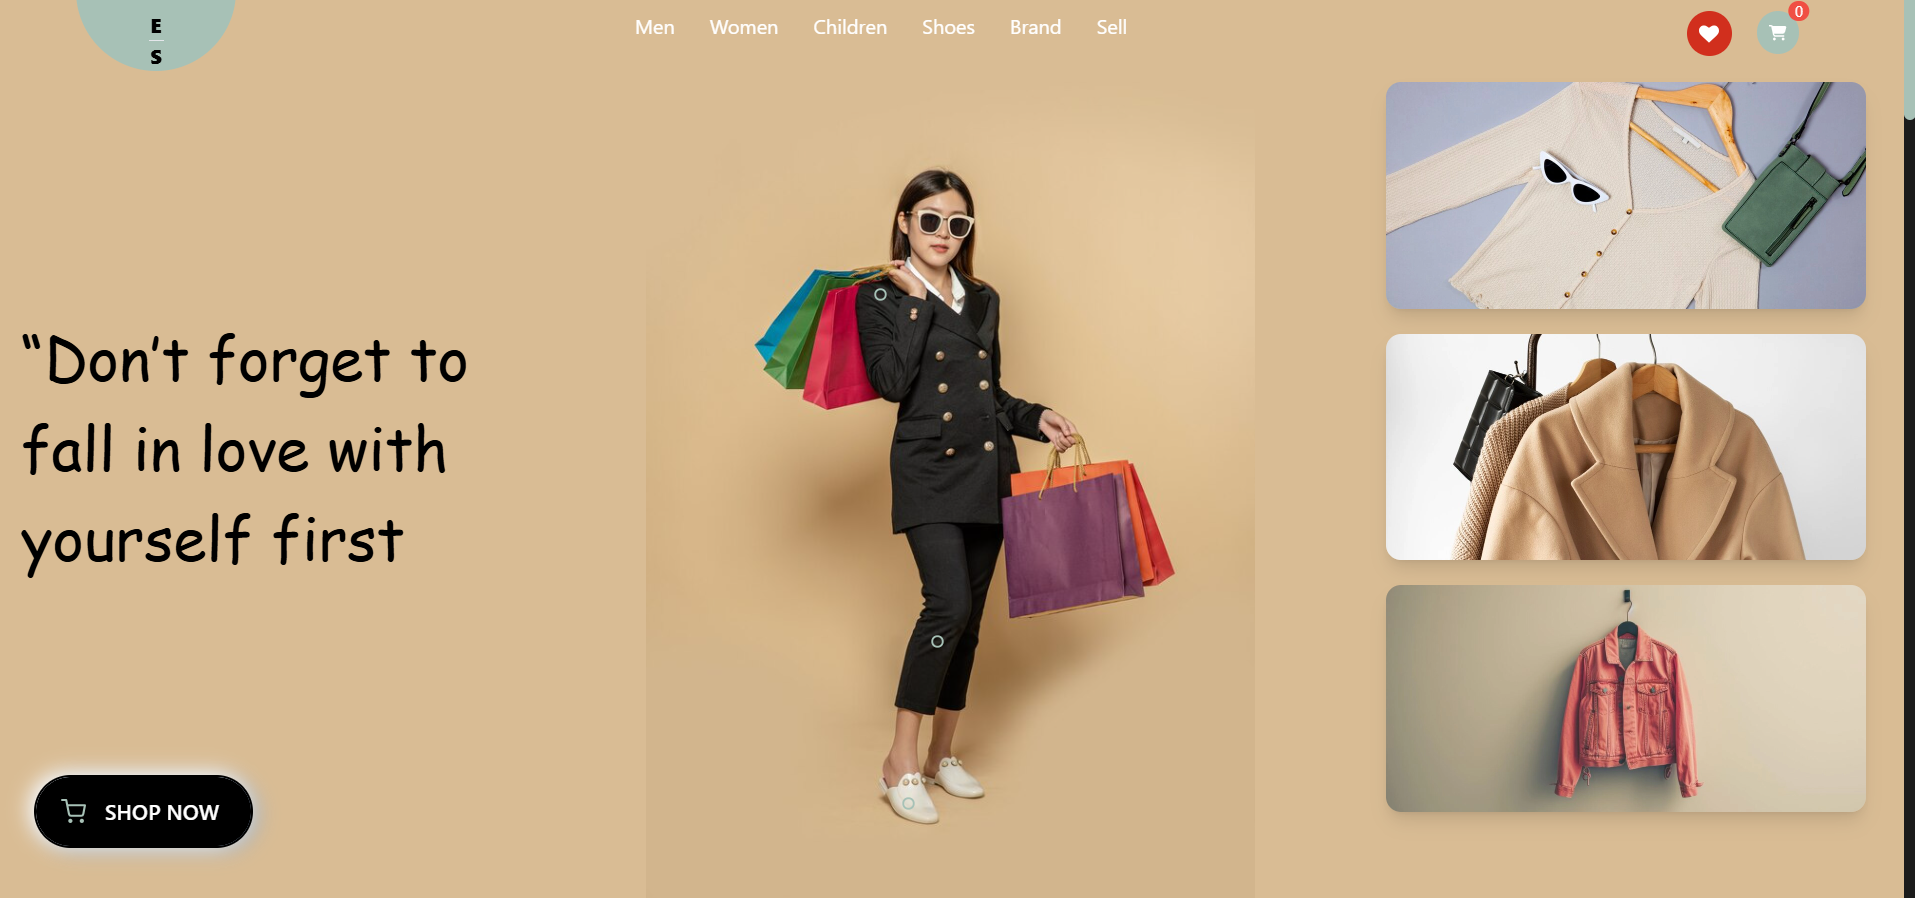 E
S
Men Women Children Shoes Brand Sell
0
“Don’t forget to
fall in love with
yourself first
SHOP NOW